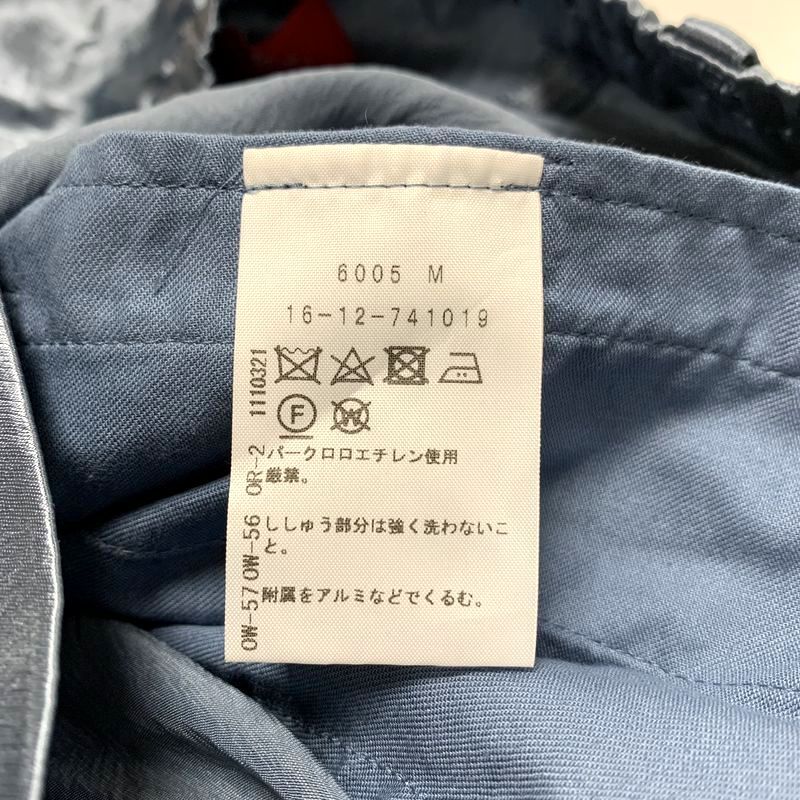 6005 M
16-12-741019
1110321
F
W
OR-2
パークロロエチレン使用
厳禁。
OW-56
ししゅう部分は強く洗わないこ
と。
OW-57
附属をアルミなどでくるむ。